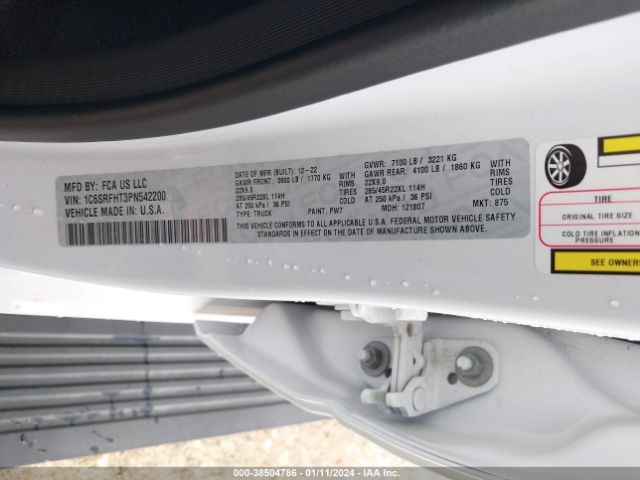 MFD BY: FCA US LLC
VIN: 1C6SRFHT3PN542200
VEHICLE MADE IN U.S.A.
DATE OF MFR (BUILT): 12-22
GAWR FRONT: 3900 LB / 1770 KG WITH
22X9.0 RIMS
285/45R22XL 114H TIRES
AT 250 kPa / 36 PSI COLD
TYPE: TRUCK PAINT: PW7
GVWR: 7100 LB / 3221 KG
GAWR REAR: 4100 LB / 1860 KG WITH
22X9.0 RIMS
285/45R22XL 114H TIRES
AT 250 kPa / 36 PSI COLD
MDH: 121807 MKT: 875
THIS VEHICLE CONFORMS TO ALL APPLICABLE U.S.A. FEDERAL MOTOR VEHICLE SAFETY
STANDARDS IN EFFECT ON THE DATE OF MANUFACTURE SHOWN ABOVE.
TIRE
ORIGINAL TIRE SIZE
COLD TIRE INFLATION
PRESSURE
SEE OWNERS
© IN 00-38504786 - 01/11/2024 - IAA Inc.